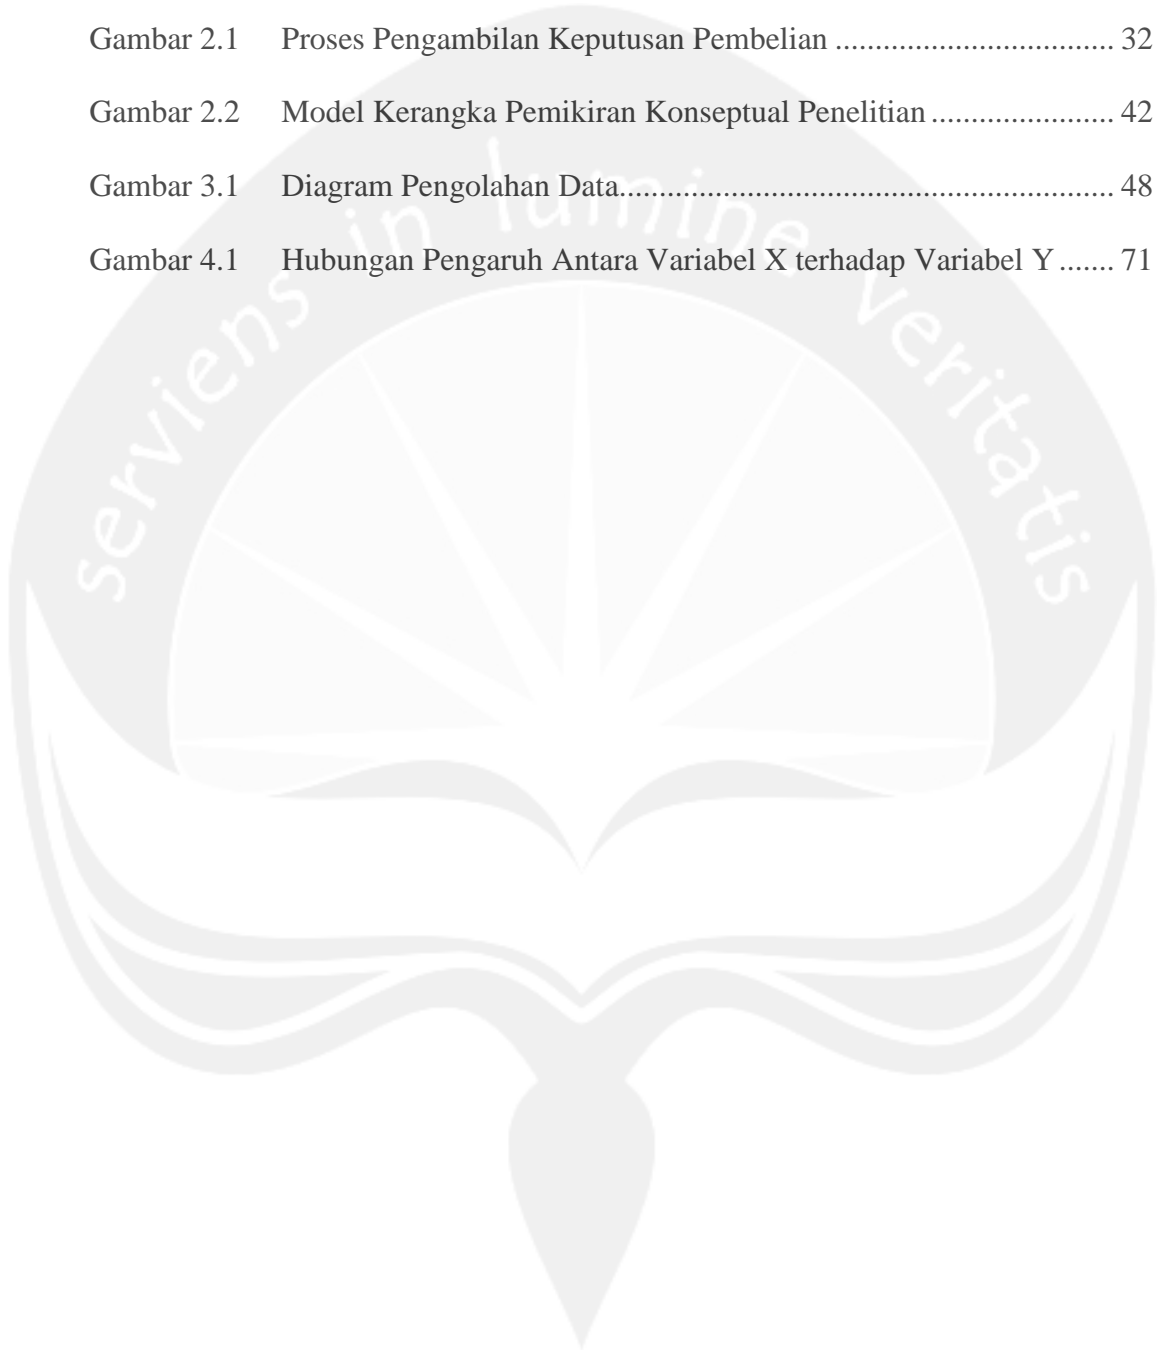 Gambar 2.1 Proses Pengambilan Keputusan Pembelian ................................. 32
Gambar 2.2 Model Kerangka Pemikiran Konseptual Penelitian ...................... 42
Gambar 3.1 Diagram Pengolahan Data........................................................... 48
Gambar 4.1 Hubungan Pengaruh Antara Variabel X terhadap Variabel Y ....... 71
serviens in lumine veritatis